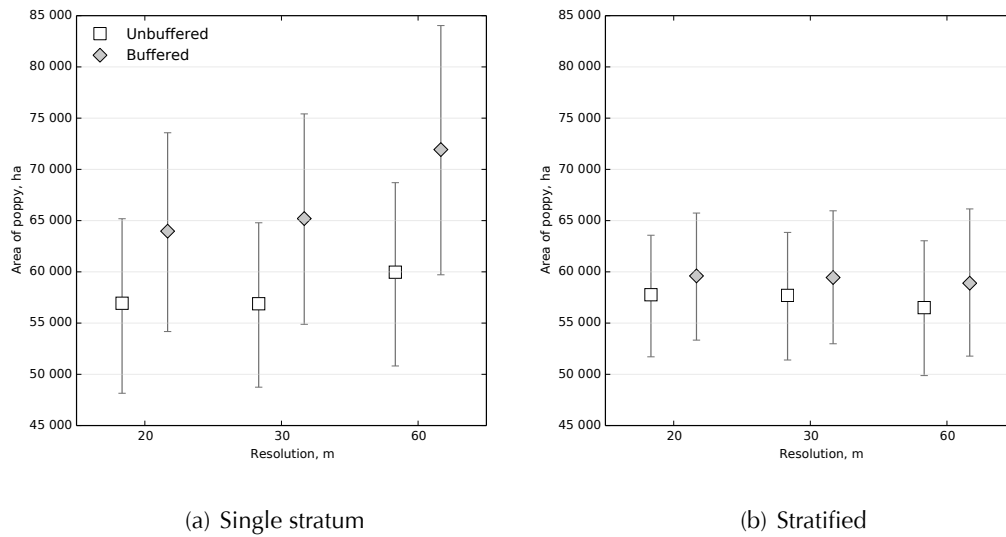 85 000
80 000
75 000
70 000
65 000
60 000
55 000
50 000
45 000
Area of poppy, ha
Unbuffered
Buffered
20 30 60
Resolution, m
(a) Single stratum
85 000
80 000
75 000
70 000
65 000
60 000
55 000
50 000
45 000
Area of poppy, ha
20 30 60
Resolution, m
(b) Stratified